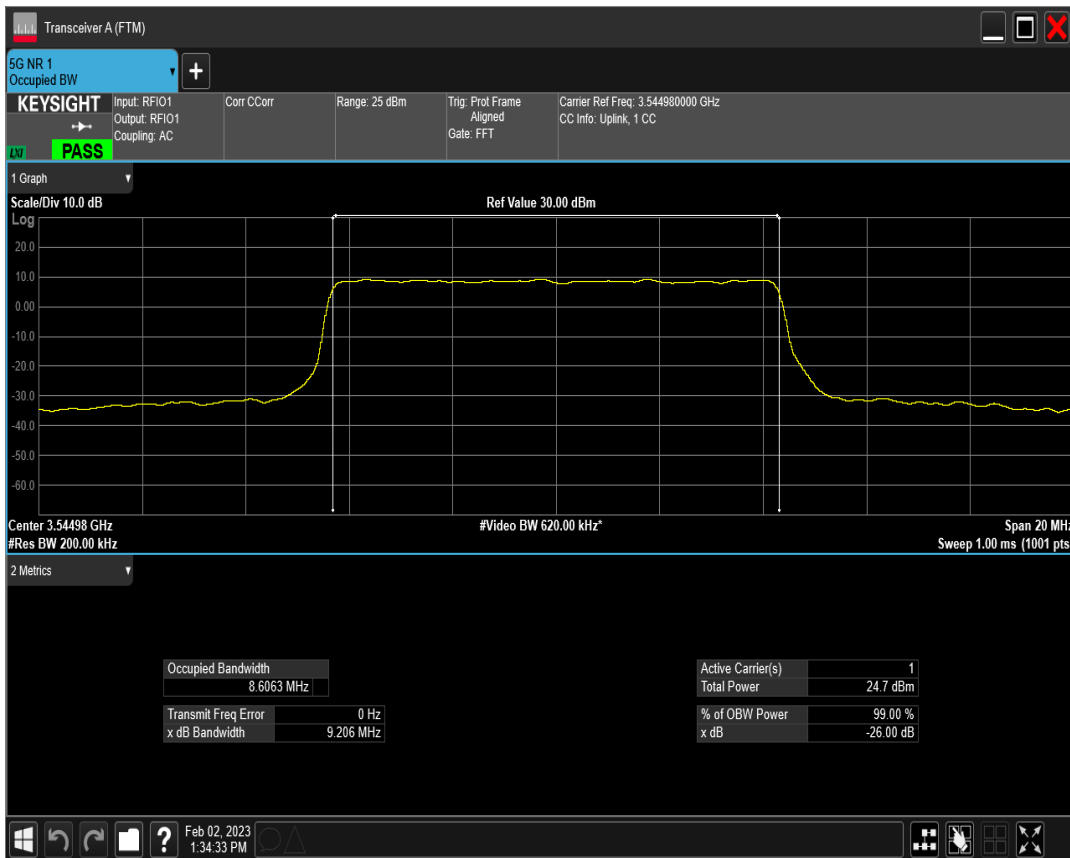 Transceiver A (FTM)
5G NR 1
Occupied BW
+
KEYSIGHT
LXI
PASS
Input: RFIO1
Output: RFIO1
Coupling: AC
Corr CCorr
Range: 25 dBm
Trig: Prot Frame
Aligned
Gate: FFT
Carrier Ref Freq: 3.544980000 GHz
CC Info: Uplink, 1 CC
1 Graph
Scale/Div 10.0 dB
Ref Value 30.00 dBm
Log
20.0
10.0
0.00
-10.0
-20.0
-30.0
-40.0
-50.0
-60.0
Center 3.54498 GHz
#Video BW 620.00 kHz*
Span 20 MHz
#Res BW 200.00 kHz
Sweep 1.00 ms (1001 pts
2 Metrics
Occupied Bandwidth
8.6063 MHz
Transmit Freq Error 0 Hz
x dB Bandwidth 9.206 MHz
Active Carrier(s) 1
Total Power 24.7 dBm
% of OBW Power 99.00 %
x dB -26.00 dB
?
Feb 02, 2023
1:34:33 PM